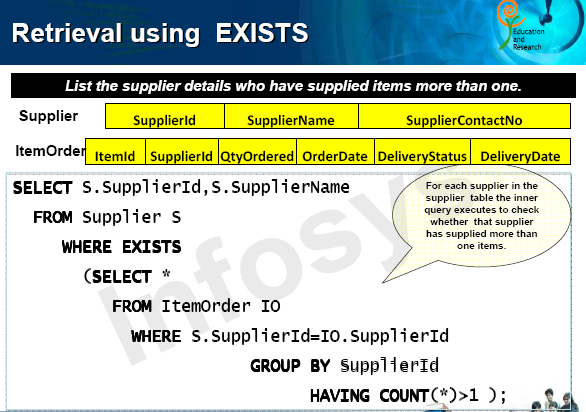 Retrieval using EXISTS
Education
and
Research
List the supplier details who have supplied items more than one.
Supplier
SupplierId SupplierName SupplierContactNo
ItemOrder
ItemId SupplierId QtyOrdered OrderDate DeliveryStatus DeliveryDate
SELECT S.SupplierId,S.SupplierName
FROM Supplier S
WHERE EXISTS
(SELECT *
FROM ItemOrder IO
WHERE S.SupplierId=IO.SupplierId
GROUP BY SupplierId
HAVING COUNT(*)>1 );
For each supplier in the
supplier table the inner
query executes to check
whether that supplier
has supplied more than
one items.
Infosys